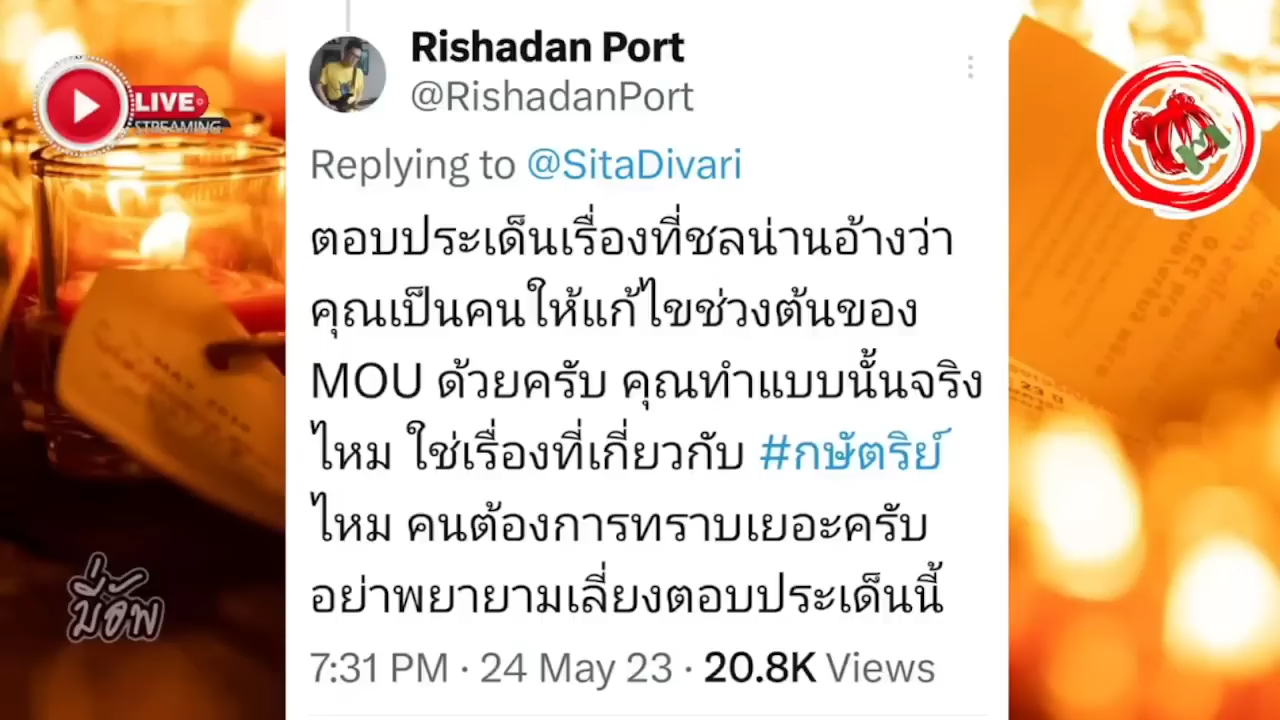 Rishadan Port
@RishadanPort
Replying to @SitaDivari
ตอบประเด็นเรื่องที่ชลน่านอ้างว่า
คุณเป็นคนให้แก้ไขช่วงต้นของ
MOU ด้วยครับ คุณทำแบบนั้นจริง
ไหม ใช่เรื่องที่เกี่ยวกับ #กษัตริย์
ไหม คนต้องการทราบเยอะครับ
อย่าพยายามเลี่ยงตอบประเด็นนี้
7:31 PM · 24 May 23 · 20.8K Views
LIVE
STREAMING